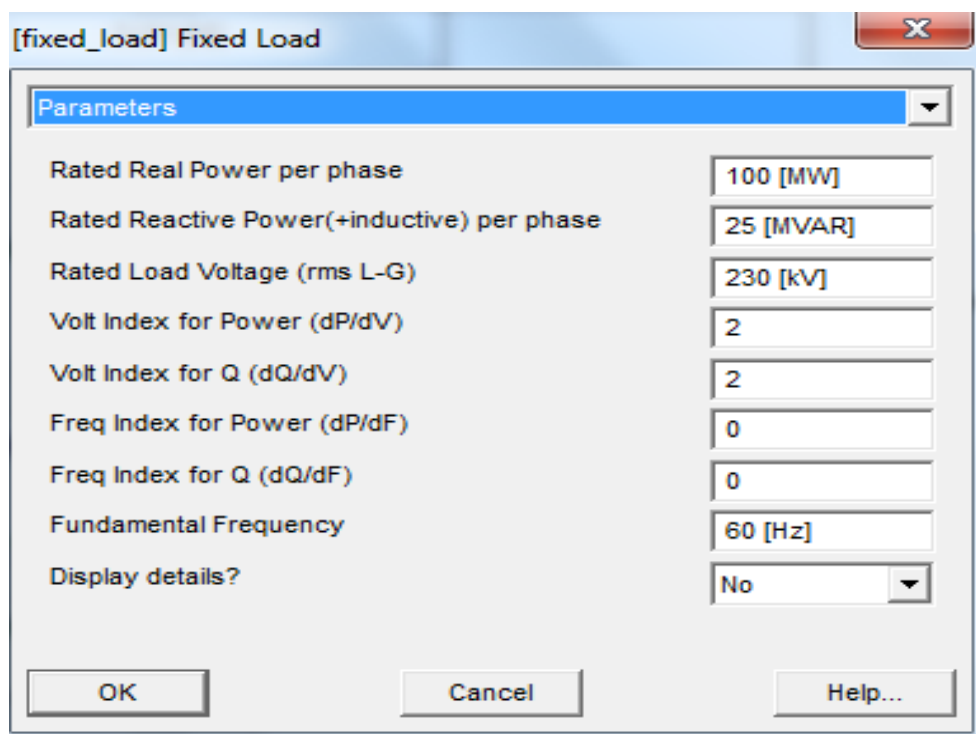 [fixed_load] Fixed Load
Parameters
Rated Real Power per phase 100 [MW]
Rated Reactive Power(+inductive) per phase 25 [MVAR]
Rated Load Voltage (rms L-G) 230 [kV]
Volt Index for Power (dP/dV) 2
Volt Index for Q (dQ/dV) 2
Freq Index for Power (dP/dF) 0
Freq Index for Q (dQ/dF) 0
Fundamental Frequency 60 [Hz]
Display details? No
OK Cancel Help...